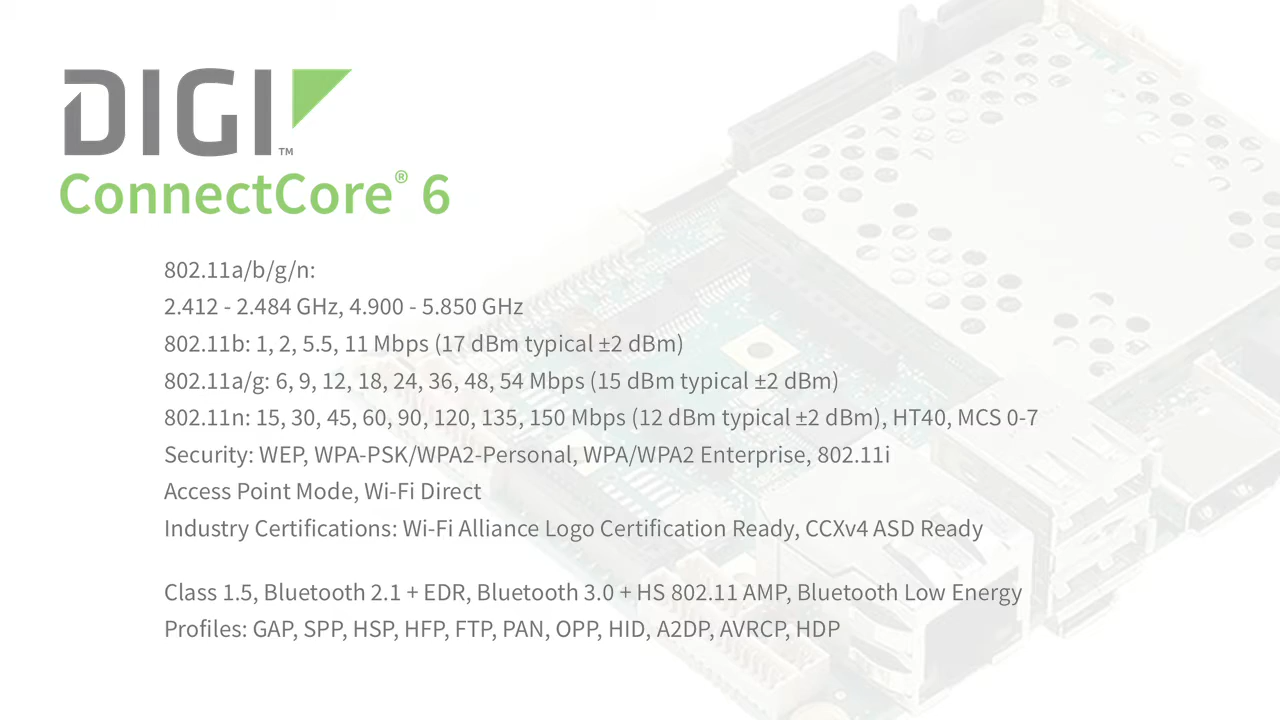 DIGI™
ConnectCore® 6
802.11a/b/g/n:
2.412 - 2.484 GHz, 4.900 - 5.850 GHz
802.11b: 1, 2, 5.5, 11 Mbps (17 dBm typical ±2 dBm)
802.11a/g: 6, 9, 12, 18, 24, 36, 48, 54 Mbps (15 dBm typical ±2 dBm)
802.11n: 15, 30, 45, 60, 90, 120, 135, 150 Mbps (12 dBm typical ±2 dBm), HT40, MCS 0-7
Security: WEP, WPA-PSK/WPA2-Personal, WPA/WPA2 Enterprise, 802.11i
Access Point Mode, Wi-Fi Direct
Industry Certifications: Wi-Fi Alliance Logo Certification Ready, CCXv4 ASD Ready
Class 1.5, Bluetooth 2.1 + EDR, Bluetooth 3.0 + HS 802.11 AMP, Bluetooth Low Energy
Profiles: GAP, SPP, HSP, HFP, FTP, PAN, OPP, HID, A2DP, AVRCP, HDP